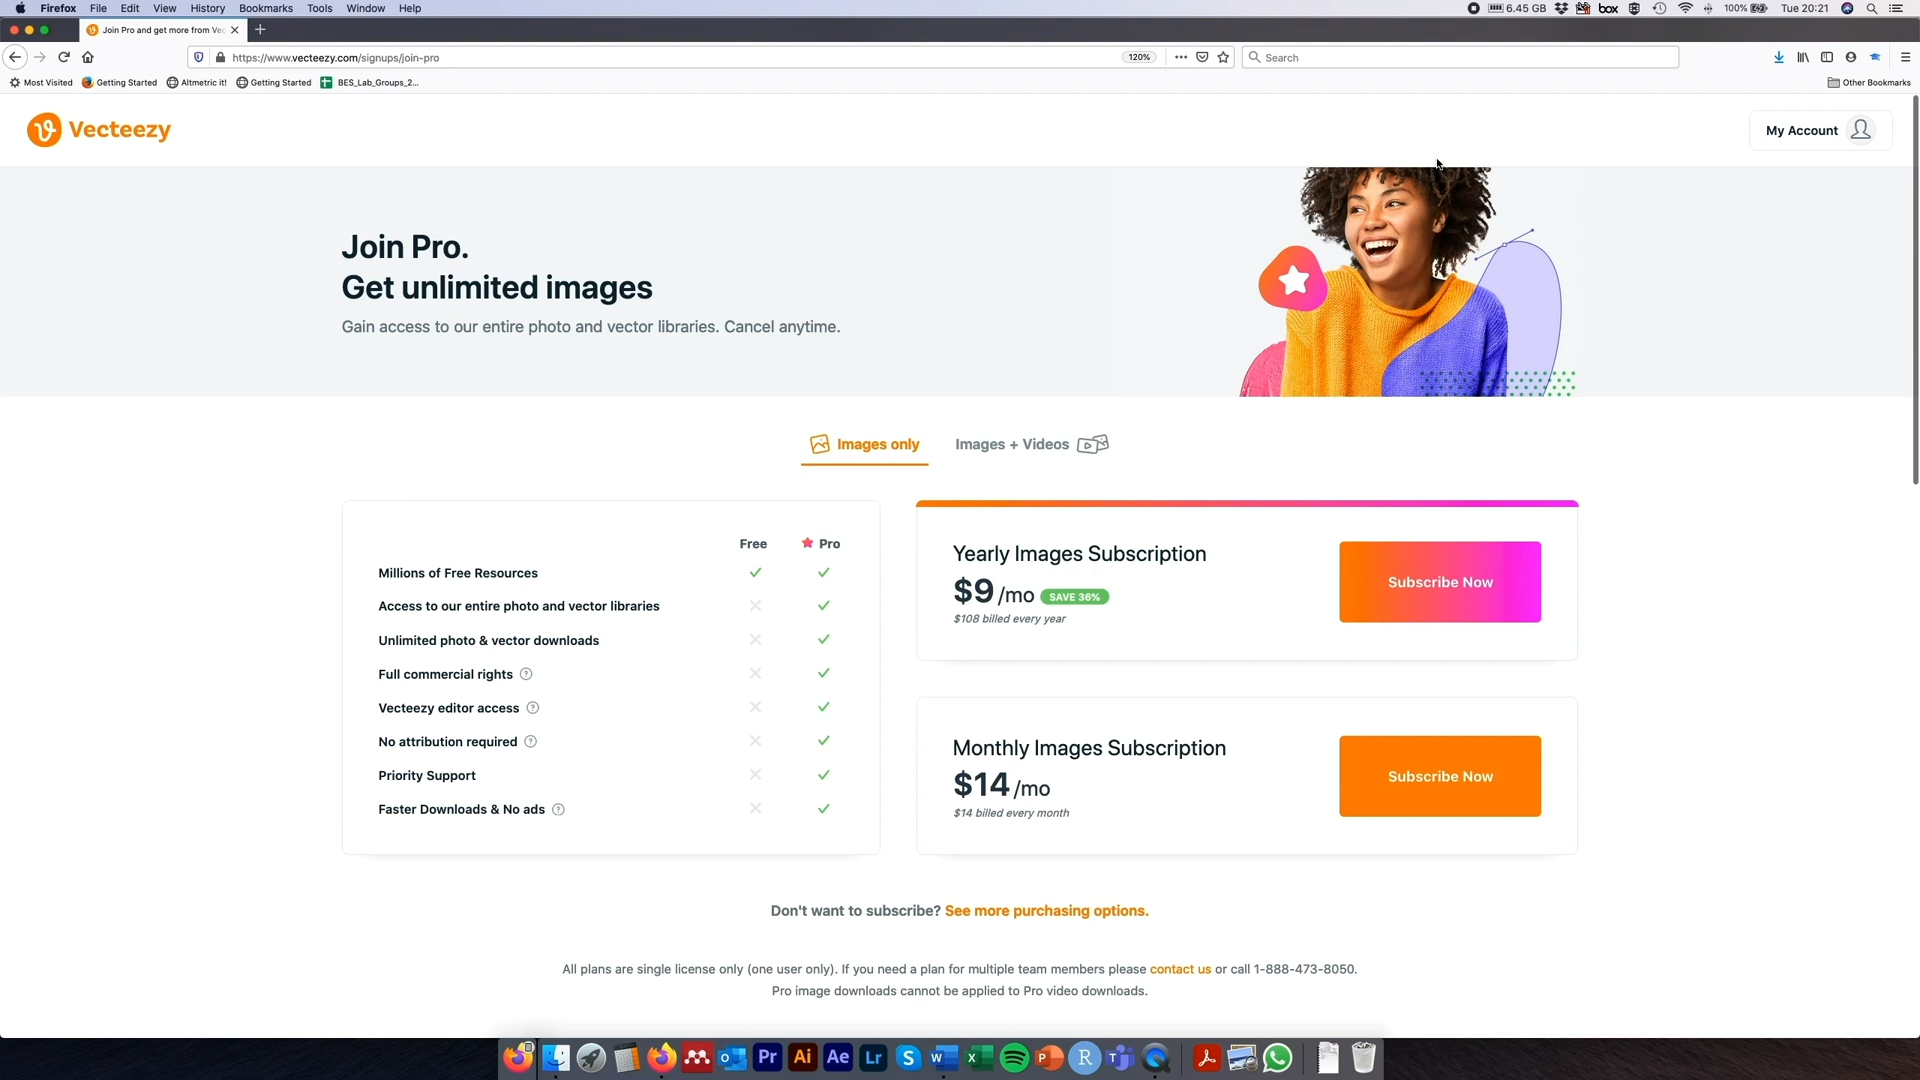 Firefox File Edit View History Bookmarks Tools Window Help
6.45 GB box 100% Tue 20:21
Join Pro and get more from Vec
https://www.vecteezy.com/signups/join-pro 120% Search
Most Visited Getting Started Altmetric it! Getting Started BES_Lab_Groups_2... Other Bookmarks
Vecteezy My Account
Join Pro.
Get unlimited images
Gain access to our entire photo and vector libraries. Cancel anytime.
Images only Images + Videos
Free Pro
Millions of Free Resources
Access to our entire photo and vector libraries
Unlimited photo & vector downloads
Full commercial rights ?
Vecteezy editor access ?
No attribution required ?
Priority Support
Faster Downloads & No ads ?
Yearly Images Subscription
$9 /mo SAVE 36%
$108 billed every year
Subscribe Now
Monthly Images Subscription
$14 /mo
$14 billed every month
Subscribe Now
Don't want to subscribe? See more purchasing options.
All plans are single license only (one user only). If you need a plan for multiple team members please contact us or call 1-888-473-8050.
Pro image downloads cannot be applied to Pro video downloads.
Pr Ai Ae Lr S W X P R T